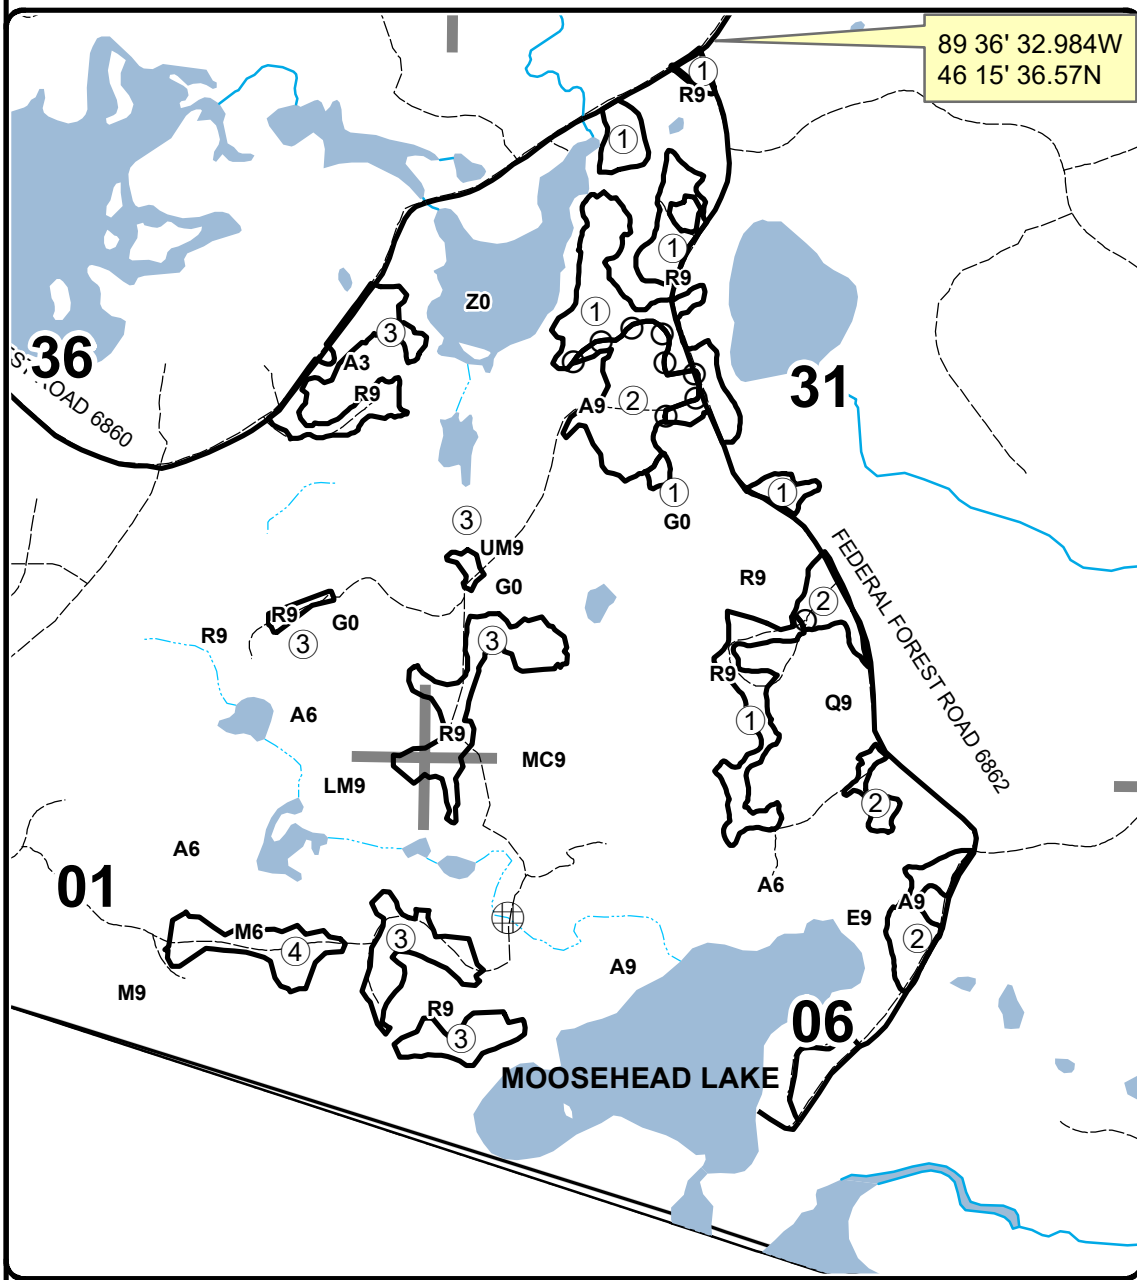 89 36' 32.984W
46 15' 36.57N
1
R9
1
1
R9
Z0
1
36
3
A3
R9
ROAD 6860
31
2
A9
1
G0
1
3
UM9
G0
R9
FEDERAL FOREST ROAD 6862
2
R9
G0
R9
3
3
R9
Q9
A6
1
R9
MC9
LM9
2
A6
01
A6
A9
E9
M6
3
4
2
A9
M9
R9
06
3
MOOSEHEAD LAKE